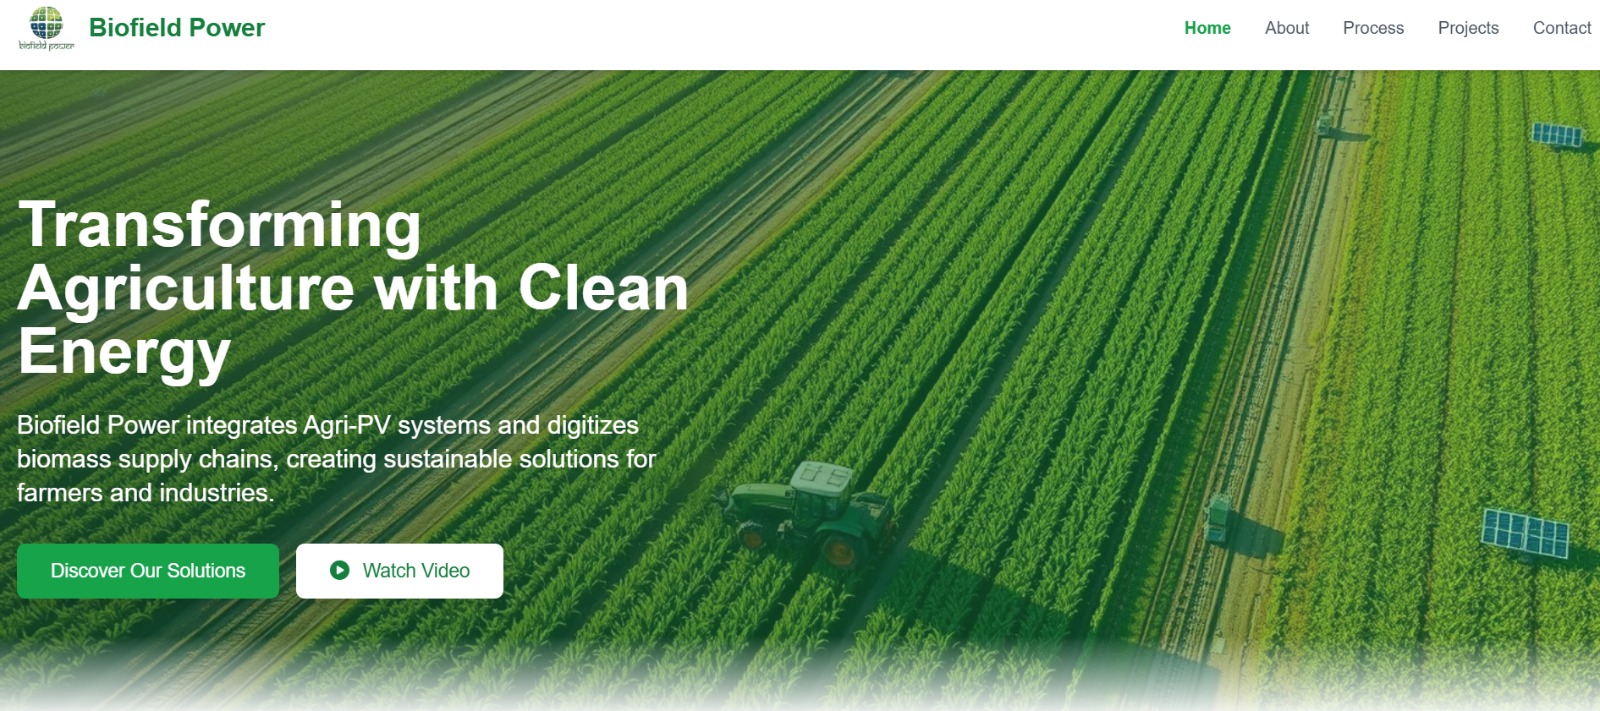 biofield power
Biofield Power
Home
About
Process
Projects
Contact
Transforming
Agriculture with Clean
Energy
Biofield Power integrates Agri-PV systems and digitizes
biomass supply chains, creating sustainable solutions for
farmers and industries.
Discover Our Solutions
Watch Video